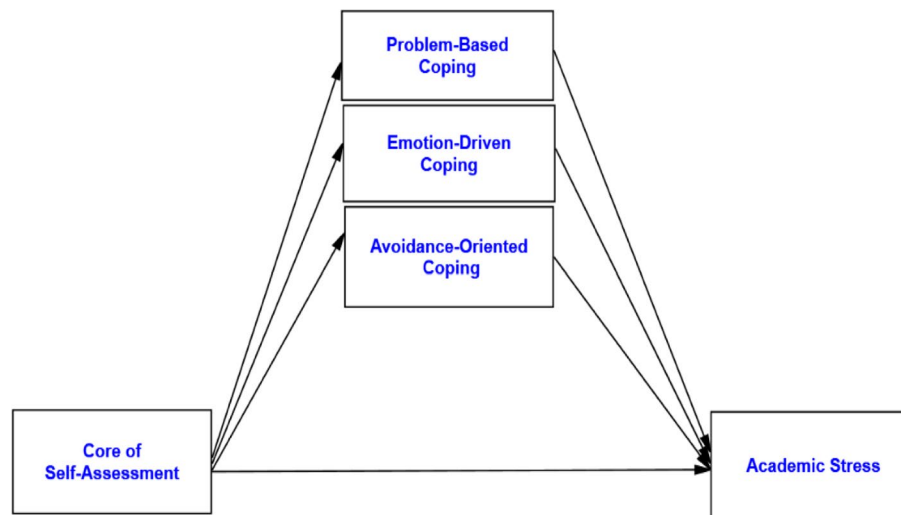 Problem-Based
Coping
Emotion-Driven
Coping
Avoidance-Oriented
Coping
Core of
Self-Assessment
Academic Stress